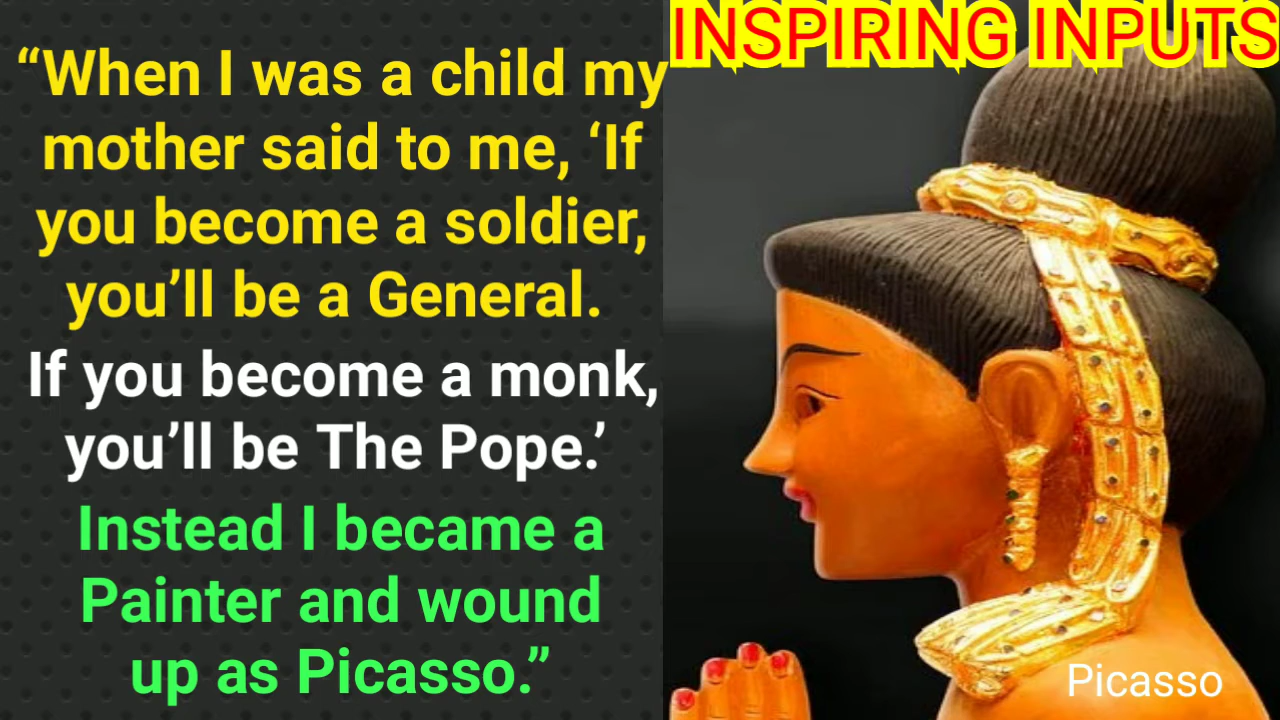 INSPIRING INPUTS
“When I was a child my
mother said to me, ‘If
you become a soldier,
you’ll be a General.
If you become a monk,
you’ll be The Pope.’
Instead I became a
Painter and wound
up as Picasso.”
Picasso